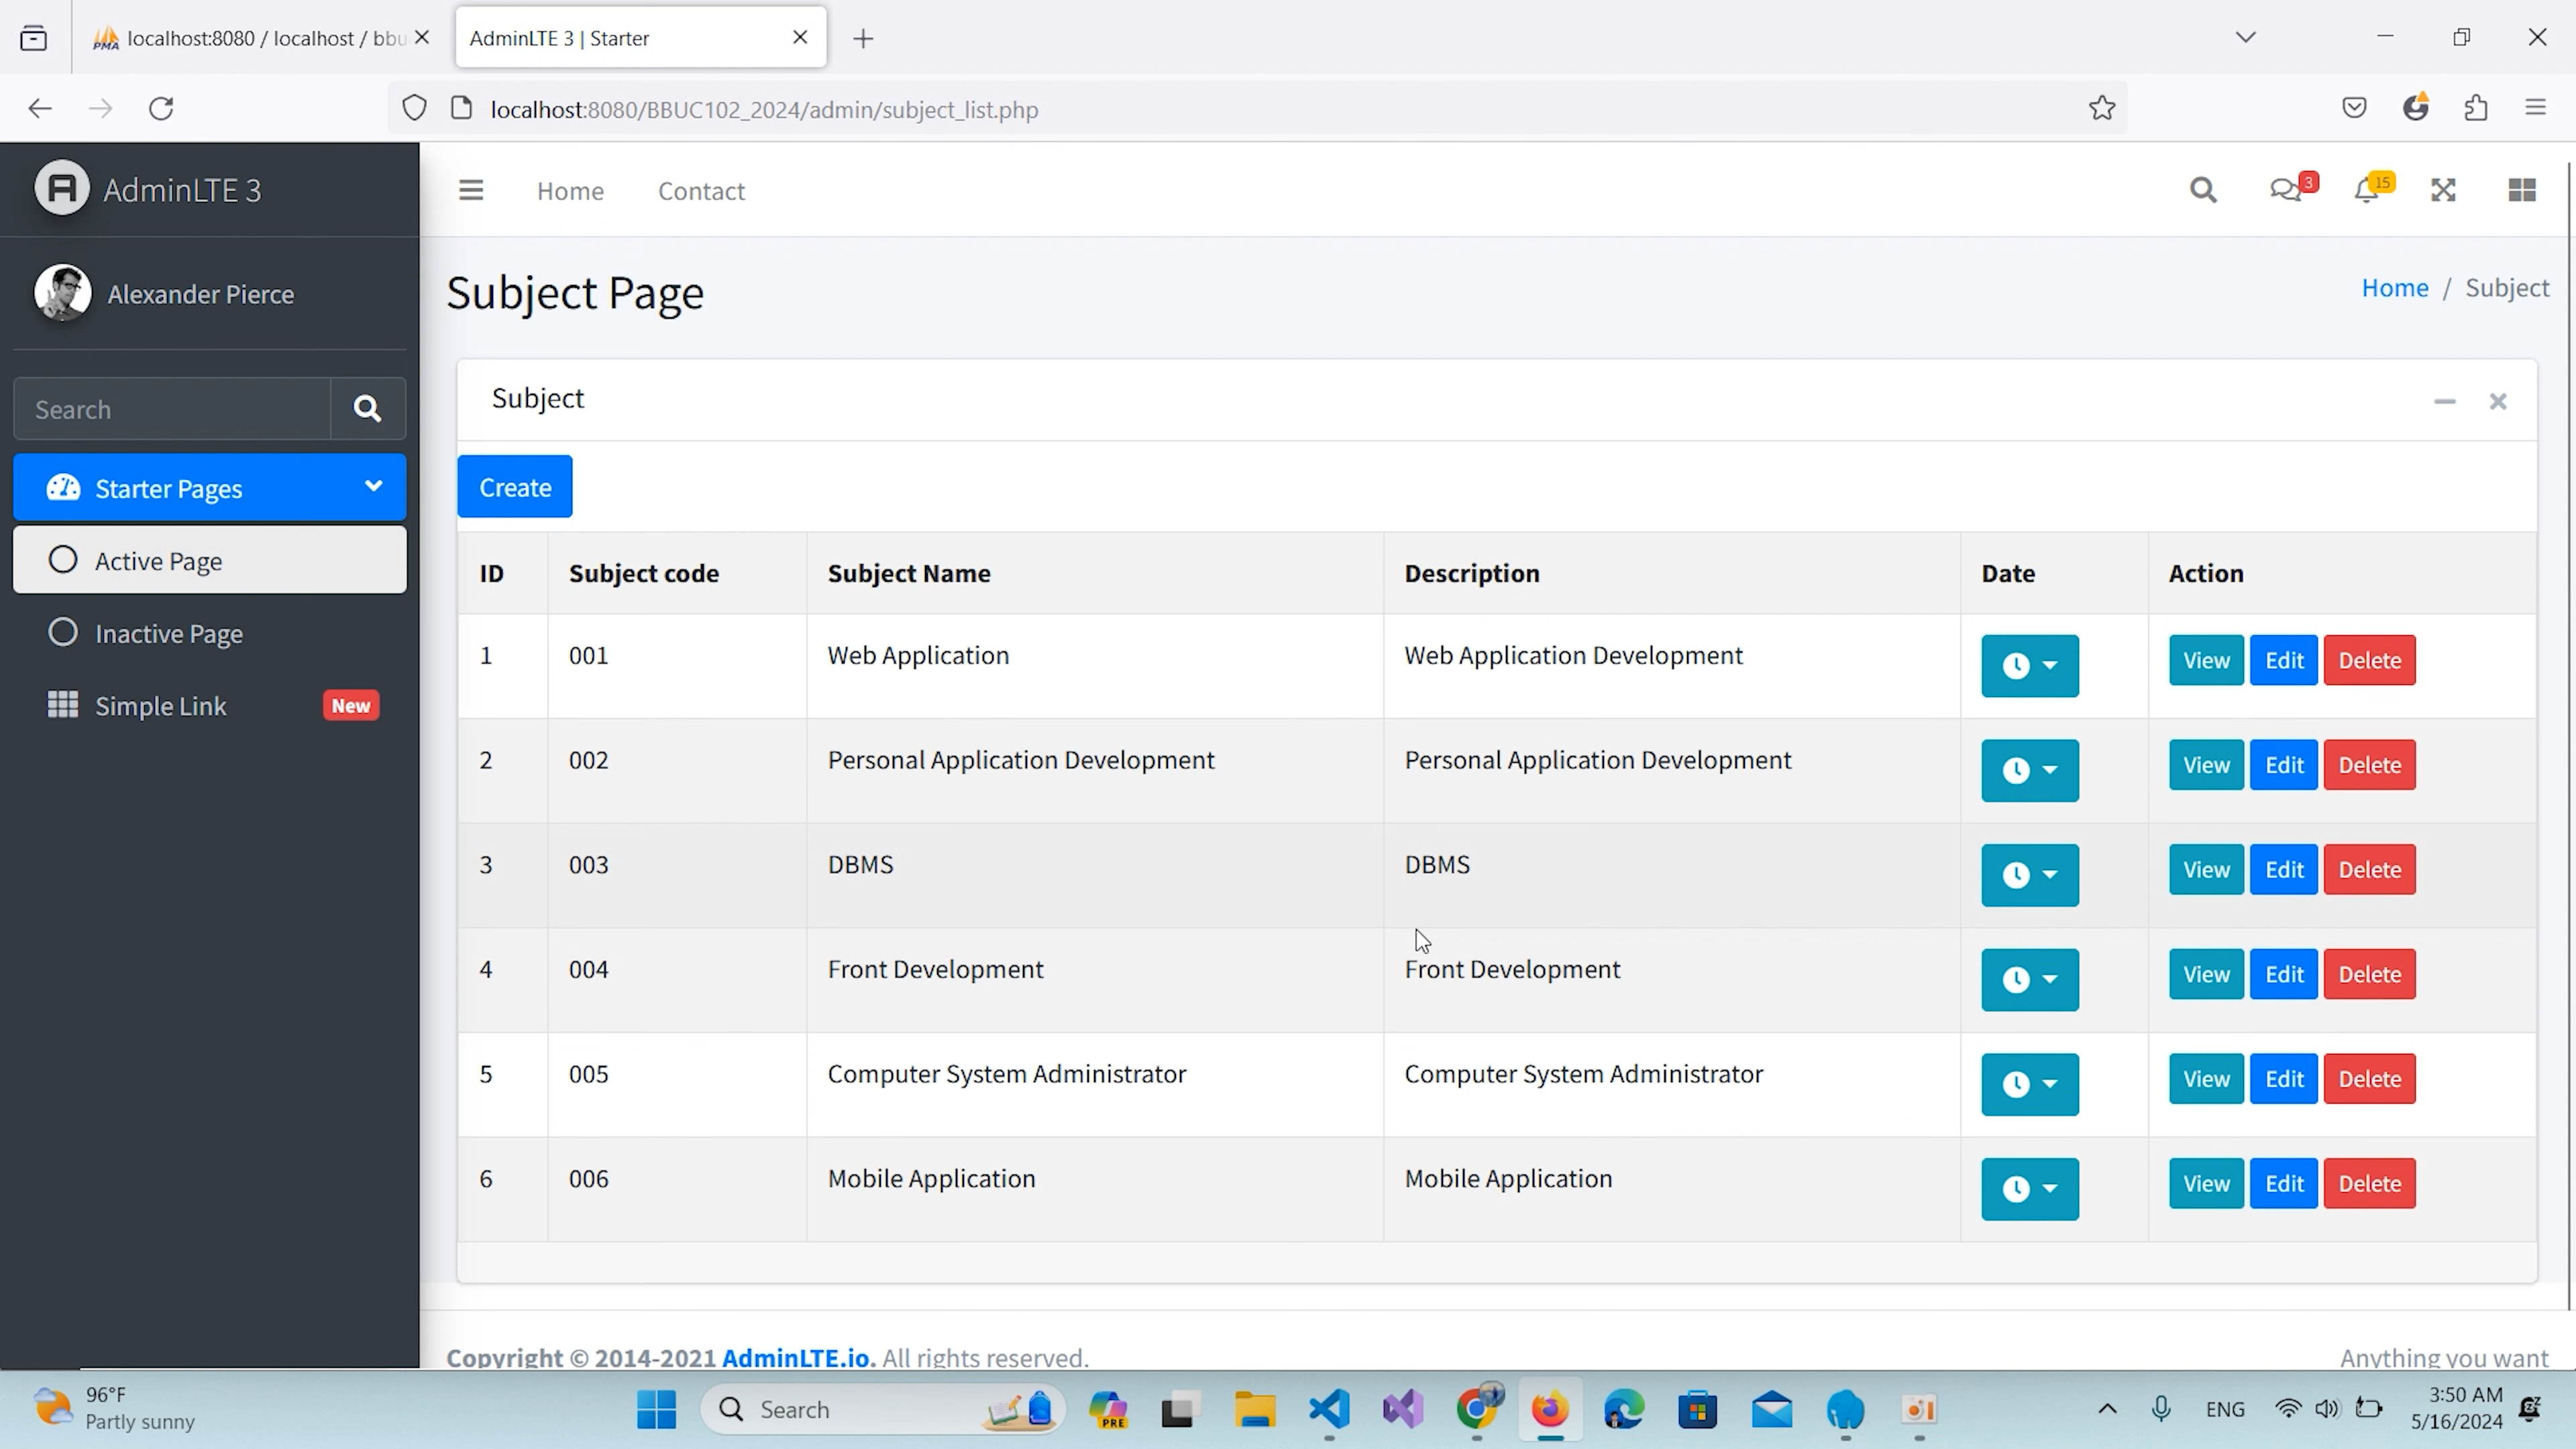 localhost:8080 / localhost / bbu
AdminLTE 3 | Starter
localhost:8080/BBUC102_2024/admin/subject_list.php
AdminLTE 3
Home
Contact
3
15
Alexander Pierce
Subject Page
Home / Subject
Search
Subject
Create
Starter Pages
Active Page
Inactive Page
Simple Link New
ID Subject code Subject Name Description Date Action
1 001 Web Application Web Application Development View Edit Delete
2 002 Personal Application Development Personal Application Development View Edit Delete
3 003 DBMS DBMS View Edit Delete
4 004 Front Development Front Development View Edit Delete
5 005 Computer System Administrator Computer System Administrator View Edit Delete
6 006 Mobile Application Mobile Application View Edit Delete
Copyright © 2014-2021 AdminLTE.io. All rights reserved.
Anything you want
96°F
Partly sunny
Search
PRE
ENG
3:50 AM
5/16/2024